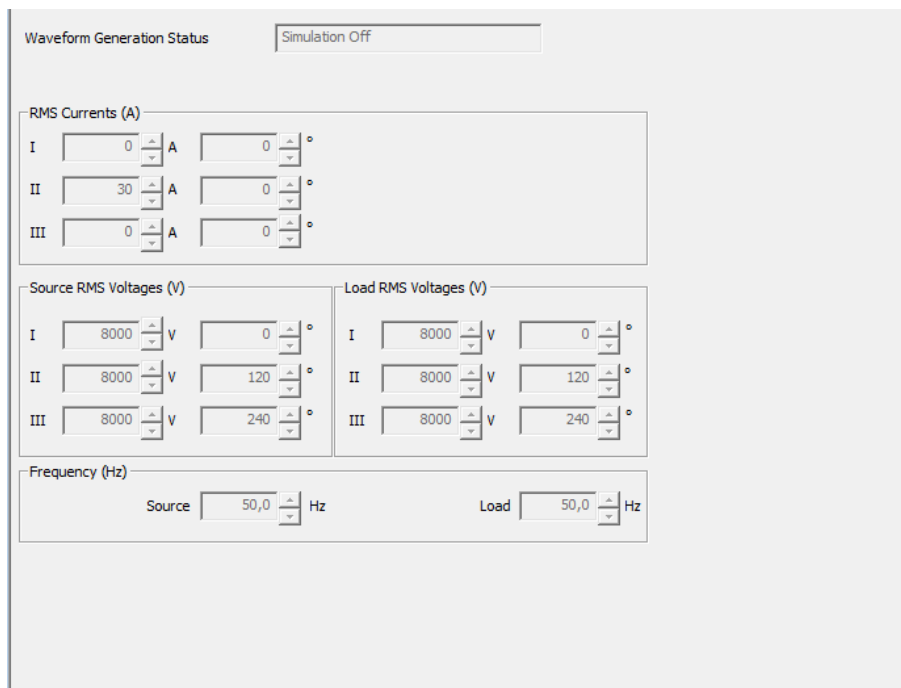 Waveform Generation Status Simulation Off
RMS Currents (A)
I 0 A 0 °
II 30 A 0 °
III 0 A 0 °
Source RMS Voltages (V) Load RMS Voltages (V)
I 8000 V 0 ° I 8000 V 0 °
II 8000 V 120 ° II 8000 V 120 °
III 8000 V 240 ° III 8000 V 240 °
Frequency (Hz)
Source 50,0 Hz Load 50,0 Hz